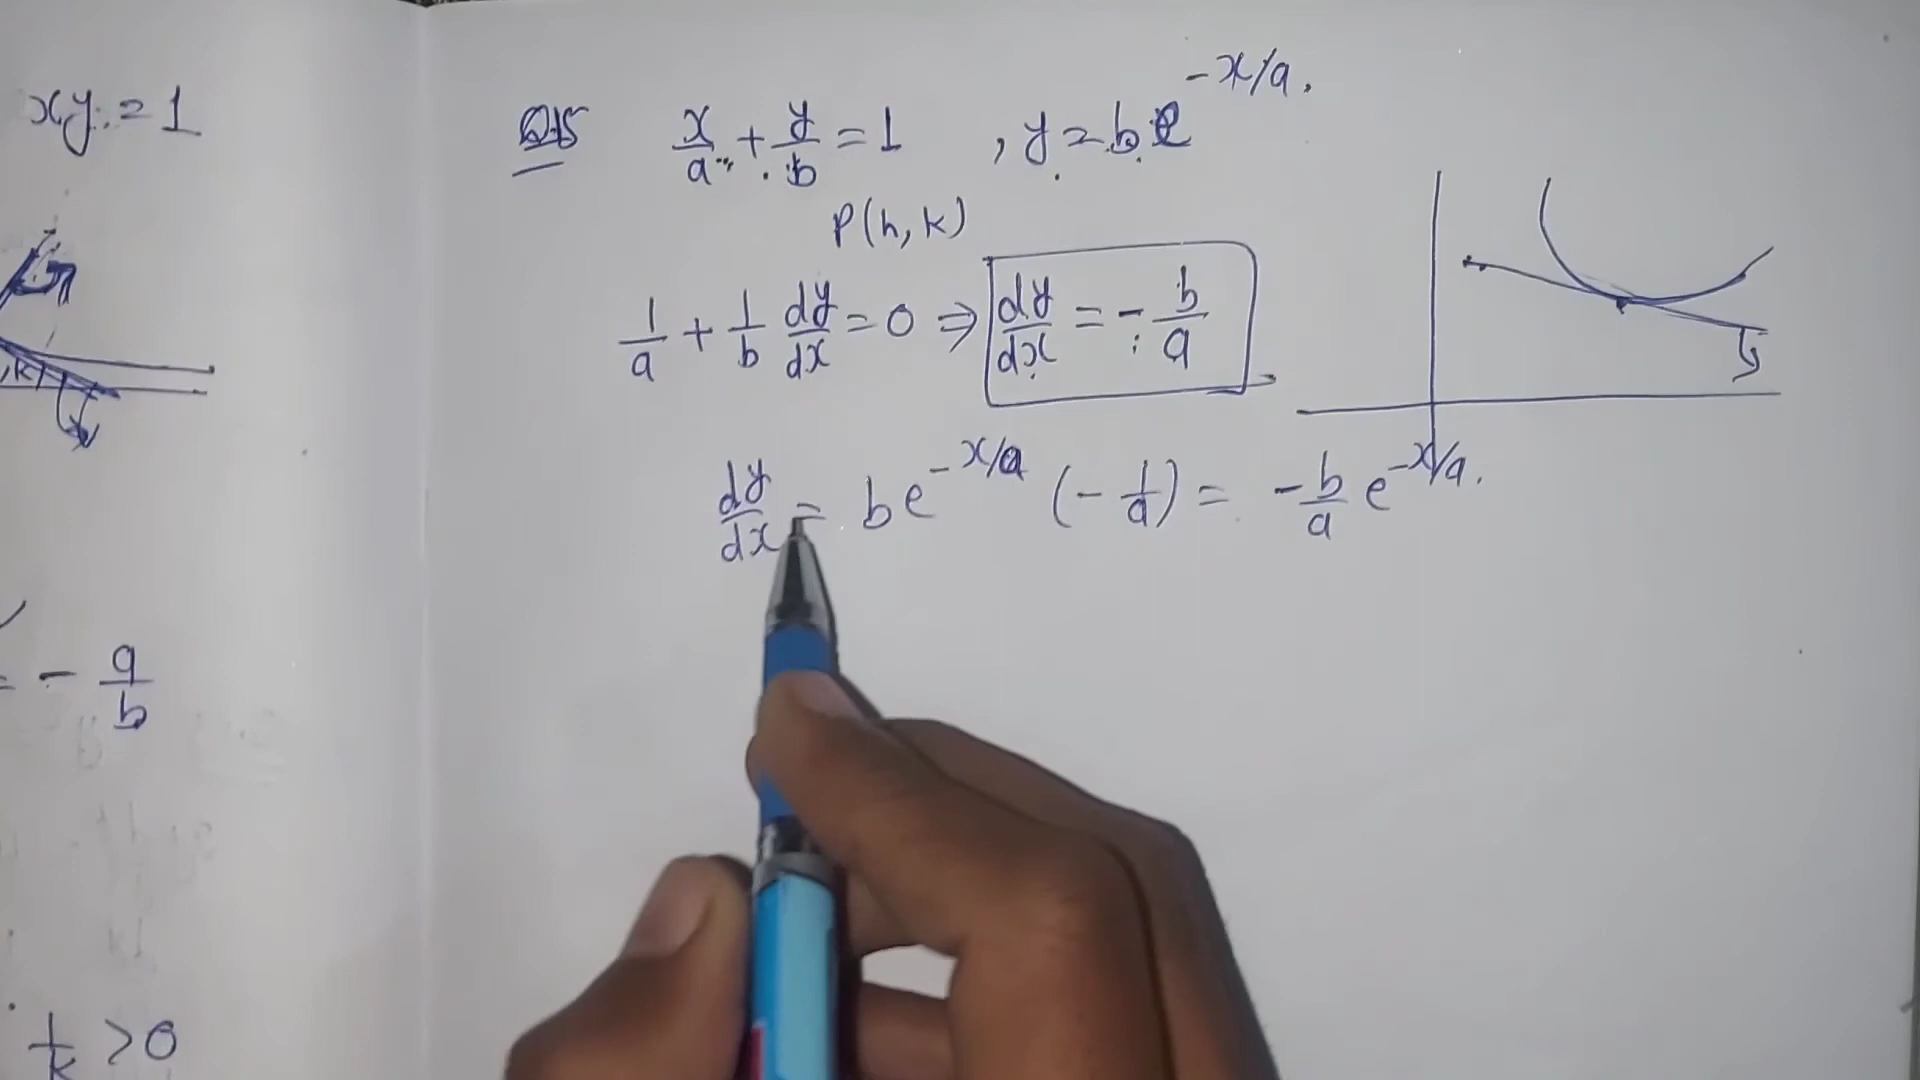 xy = 1
= - a/b
1/k > 0
Q15 x/a + y/b = 1 , y = b e^{-x/a}.
P(h, k)
1/a + 1/b dy/dx = 0 ⇒ dy/dx = - b/a
dy/dx = b e^{-x/a} (- 1/a) = -b/a e^{-x/a}.